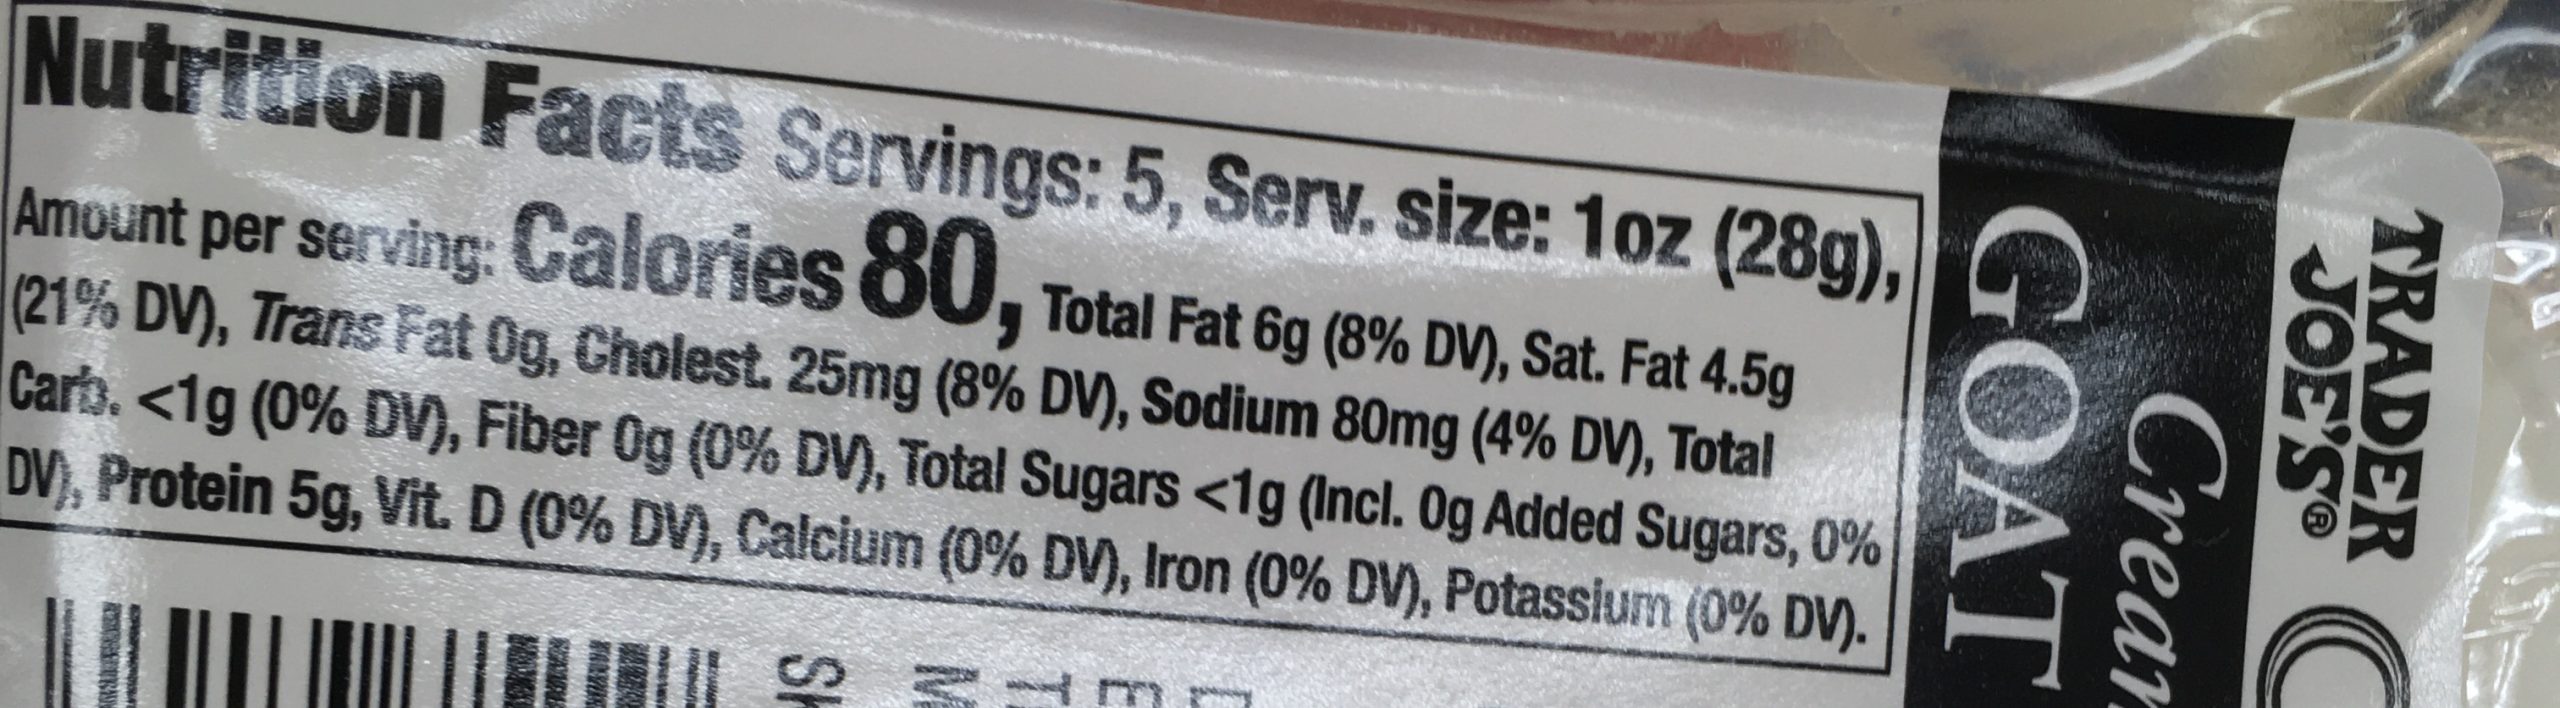 Nutrition Facts Servings: 5, Serv. size: 1oz (28g),
Amount per serving: Calories 80, Total Fat 6g (8% DV), Sat. Fat 4.5g
(21% DV), Trans Fat 0g, Cholest. 25mg (8% DV), Sodium 80mg (4% DV), Total
Carb. <1g (0% DV), Fiber 0g (0% DV), Total Sugars <1g (Incl. 0g Added Sugars, 0%
DV), Protein 5g, Vit. D (0% DV), Calcium (0% DV), Iron (0% DV), Potassium (0% DV).
TRADER
JOE'S®
GOAT